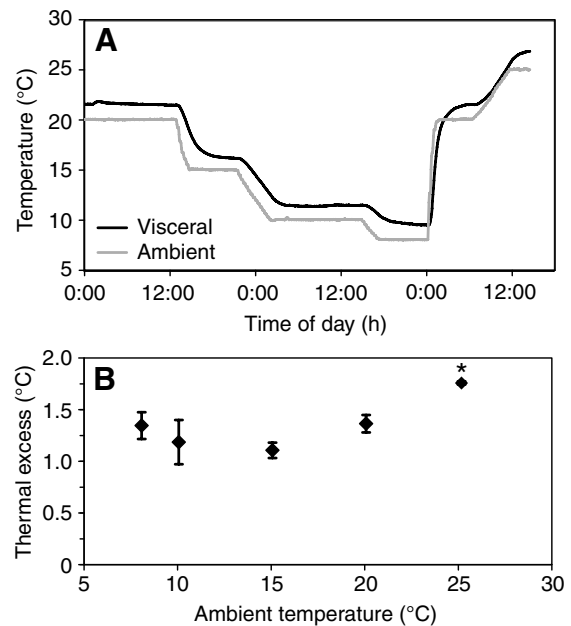 A
30
25
20
15
10
5
Temperature (°C)
Visceral
Ambient
0:00 12:00 0:00 12:00 0:00 12:00
Time of day (h)
B
2.0
1.5
1.0
0.5
0
Thermal excess (°C)
*
5 10 15 20 25 30
Ambient temperature (°C)